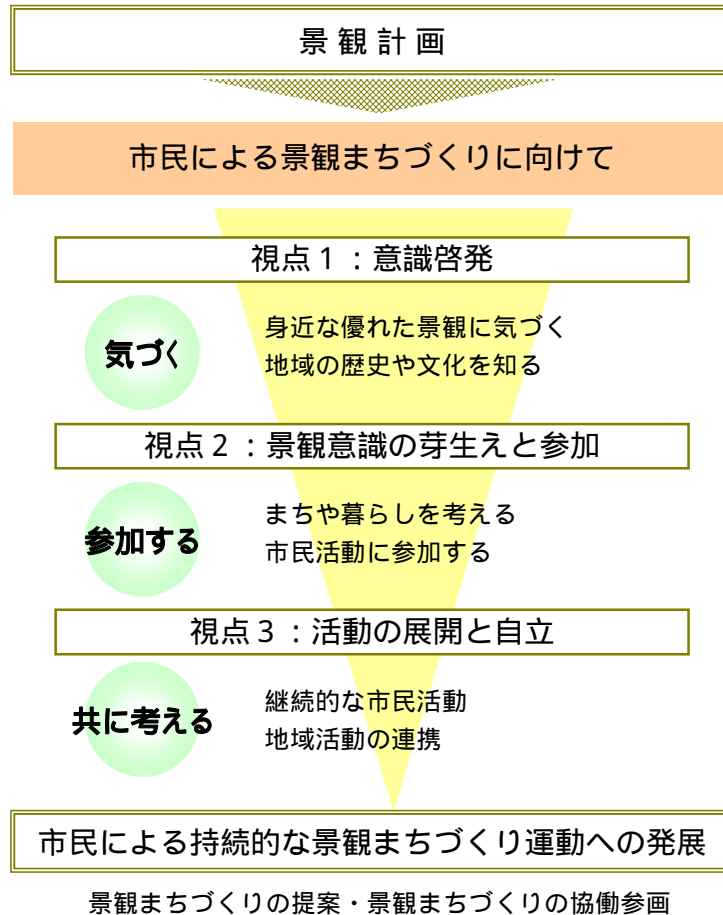 景観計画
市民による景観まちづくりに向けて
視点1：意識啓発
気づく
身近な優れた景観に気づく
地域の歴史や文化を知る
視点2：景観意識の芽生えと参加
参加する
まちや暮らしを考える
市民活動に参加する
視点3：活動の展開と自立
共に考える
継続的な市民活動
地域活動の連携
市民による持続的な景観まちづくり運動への発展
景観まちづくりの提案・景観まちづくりの協働参画